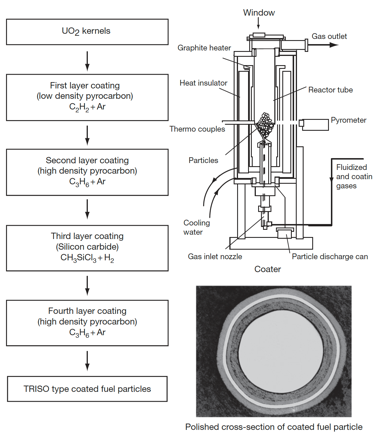 UO2 kernels
First layer coating
(low density pyrocarbon)
C2H2 + Ar
Second layer coating
(high density pyrocarbon)
C3H6 + Ar
Third layer coating
(Silicon carbide)
CH3SiCl3 + H2
Fourth layer coating
(high density pyrocarbon)
C3H6 + Ar
TRISO type coated fuel particles
Window
Gas outlet
Graphite heater
Heat insulator
Reactor tube
Pyrometer
Thermo couples
Particles
Fluidized
and coatin
gases
Cooling
water
Gas inlet nozzle
Particle discharge can
Coater
Polished cross-section of coated fuel particle